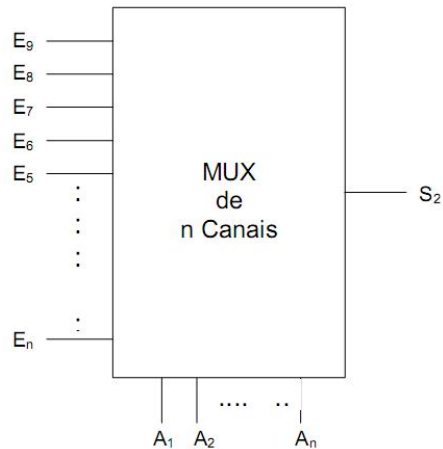 E₉
E₈
E₇
E₆
E₅
Eₙ
MUX
de
n Canais
S₂
A₁ A₂ Aₙ